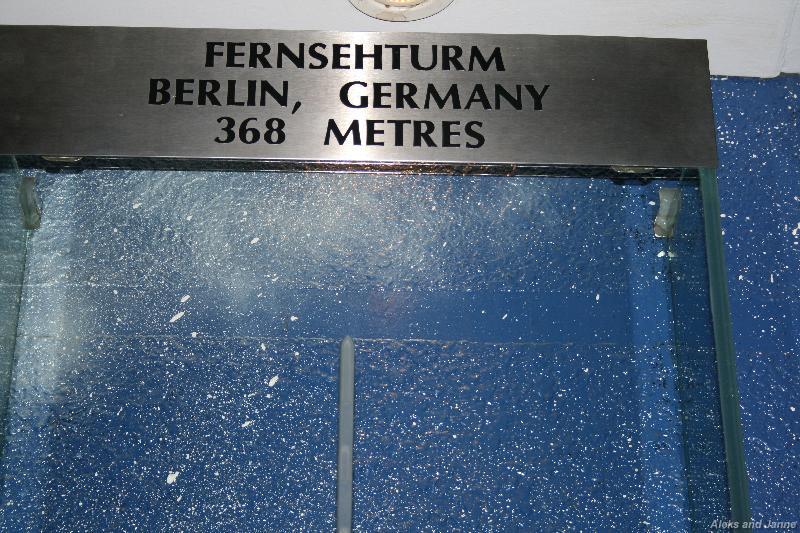 FERNSEHTURM
BERLIN, GERMANY
368 METRES
Aleks and Janne